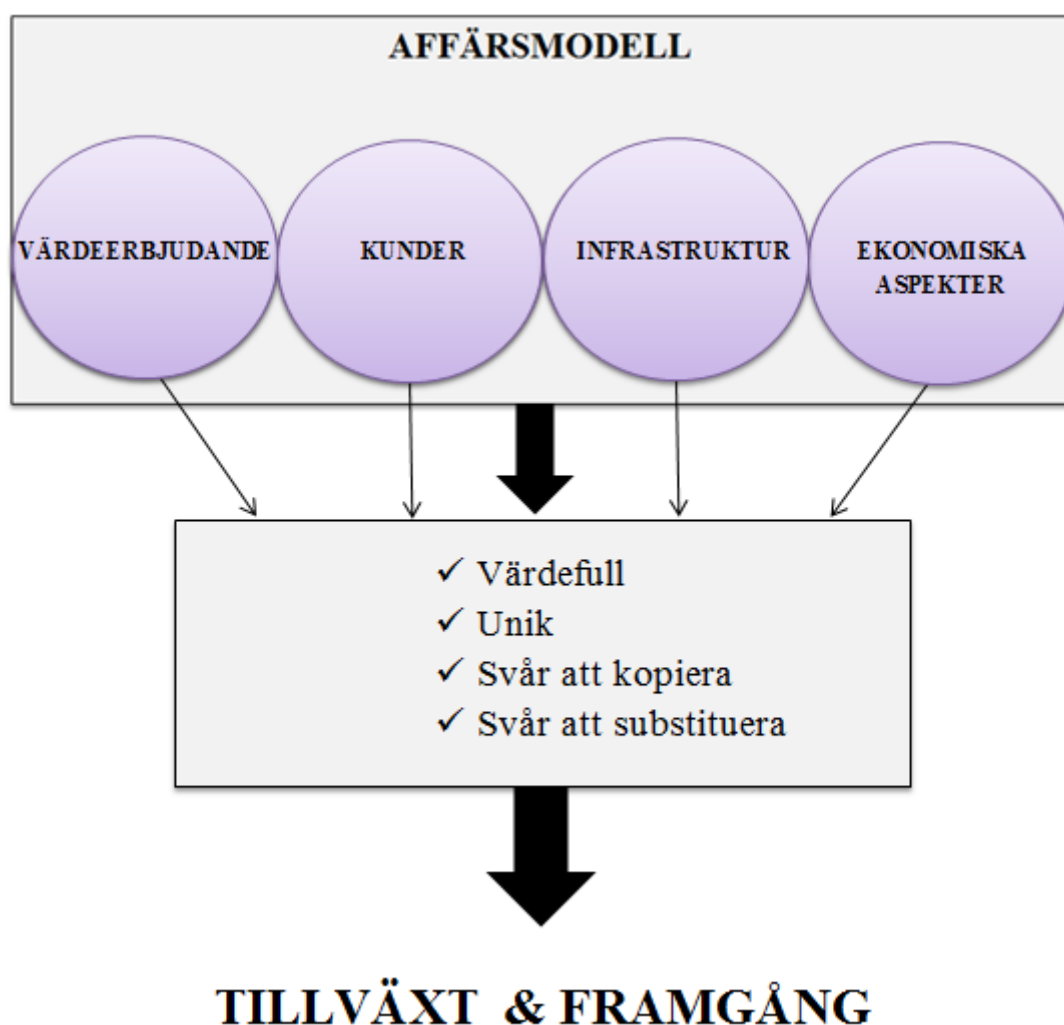 AFFÄRSMODELL
VÄRDEERBJUDANDE
KUNDER
INFRASTRUKTUR
EKONOMISKA
ASPEKTER
✓ Värdefull
✓ Unik
✓ Svår att kopiera
✓ Svår att substituera
TILLVÄXT & FRAMGÅNG